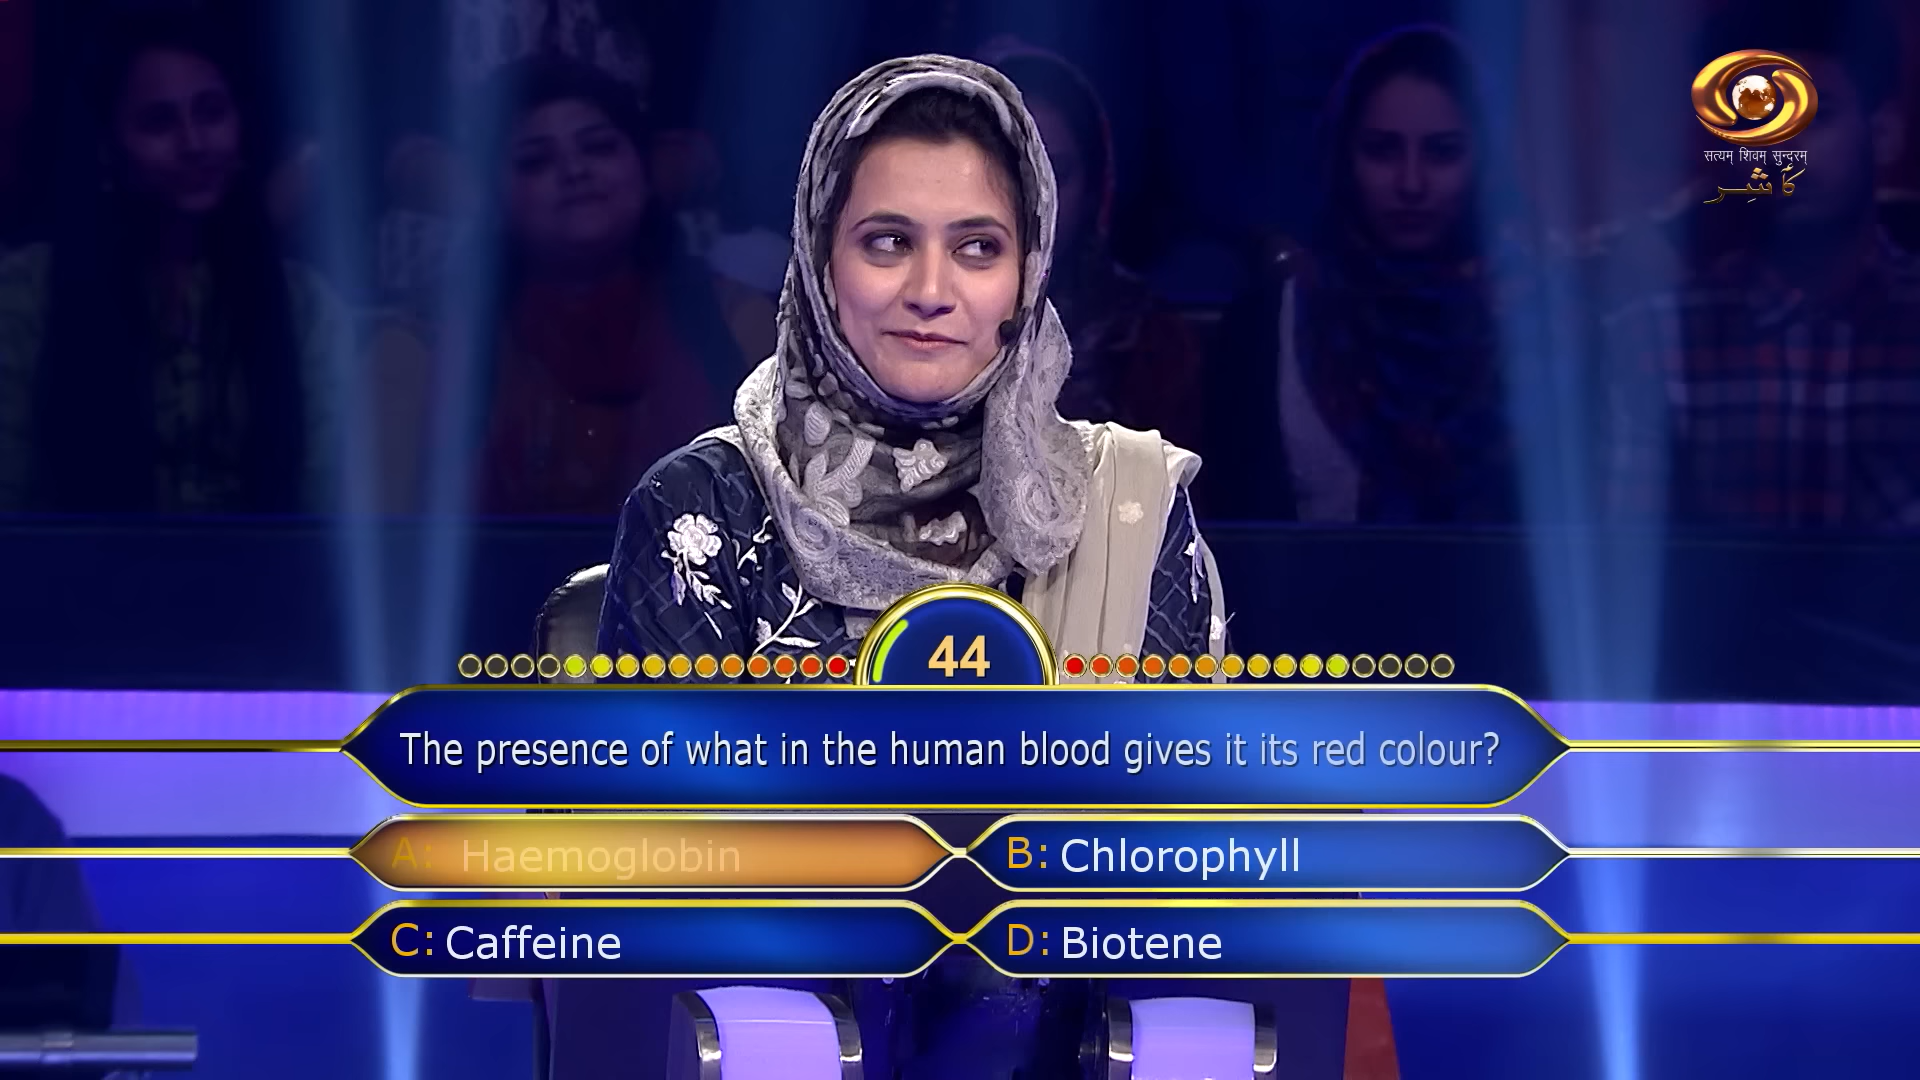 सत्यम् शिवम् सुन्दरम्
کٲشِر
44
The presence of what in the human blood gives it its red colour?
A: Haemoglobin
B: Chlorophyll
C: Caffeine
D: Biotene